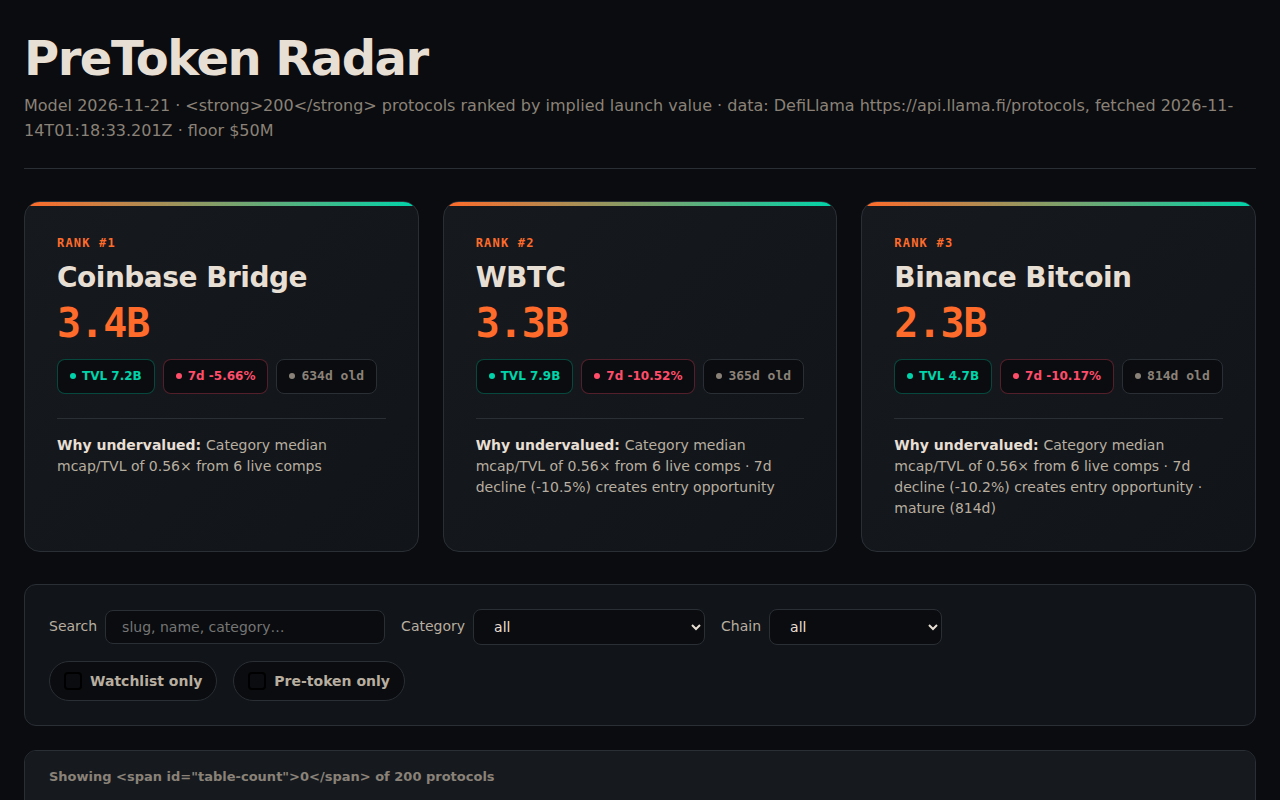 PreToken Radar
Model 2026-11-21 · <strong>200</strong> protocols ranked by implied launch value · data: DefiLlama https://api.llama.fi/protocols, fetched 2026-11-
14T01:18:33.201Z · floor $50M
RANK #1
Coinbase Bridge
3.4B
TVL 7.2B
7d -5.66%
634d old
Why undervalued: Category median
mcap/TVL of 0.56× from 6 live comps
RANK #2
WBTC
3.3B
TVL 7.9B
7d -10.52%
365d old
Why undervalued: Category median
mcap/TVL of 0.56× from 6 live comps · 7d
decline (-10.5%) creates entry opportunity
RANK #3
Binance Bitcoin
2.3B
TVL 4.7B
7d -10.17%
814d old
Why undervalued: Category median
mcap/TVL of 0.56× from 6 live comps · 7d
decline (-10.2%) creates entry opportunity ·
mature (814d)
Search
slug, name, category…
Category
all
Chain
all
Watchlist only
Pre-token only
Showing <span id="table-count">0</span> of 200 protocols